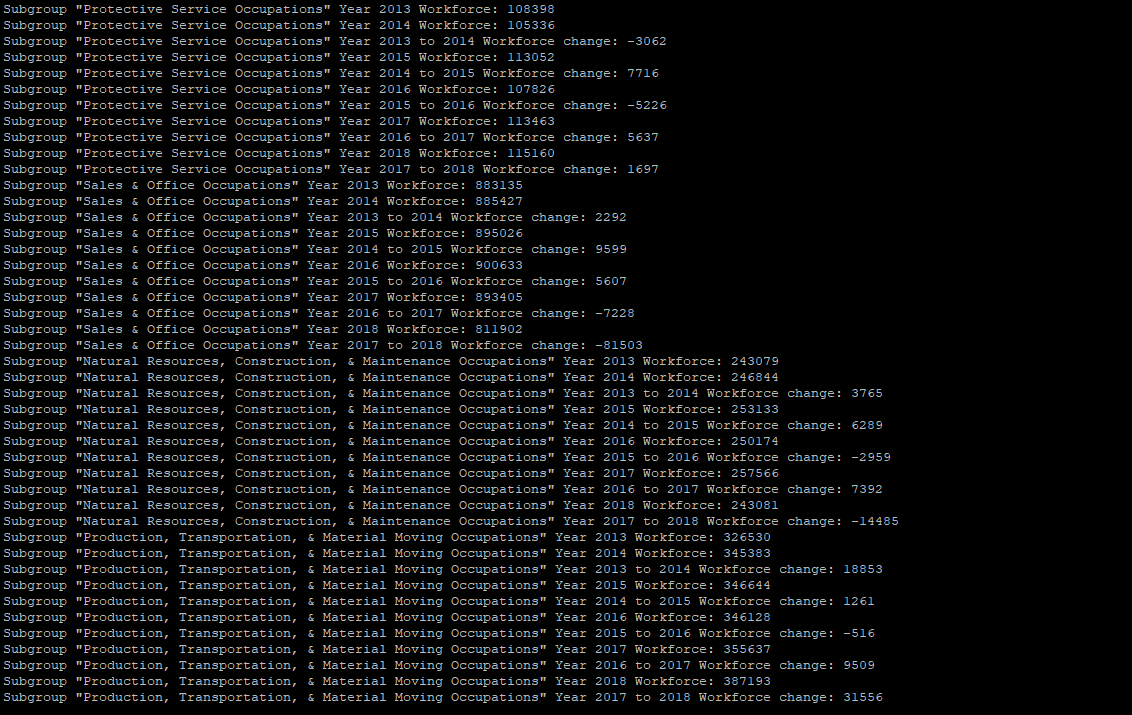 Subgroup "Protective Service Occupations" Year 2013 Workforce: 108398
Subgroup "Protective Service Occupations" Year 2014 Workforce: 105336
Subgroup "Protective Service Occupations" Year 2013 to 2014 Workforce change: -3062
Subgroup "Protective Service Occupations" Year 2015 Workforce: 113052
Subgroup "Protective Service Occupations" Year 2014 to 2015 Workforce change: 7716
Subgroup "Protective Service Occupations" Year 2016 Workforce: 107826
Subgroup "Protective Service Occupations" Year 2015 to 2016 Workforce change: -5226
Subgroup "Protective Service Occupations" Year 2017 Workforce: 113463
Subgroup "Protective Service Occupations" Year 2016 to 2017 Workforce change: 5637
Subgroup "Protective Service Occupations" Year 2018 Workforce: 115160
Subgroup "Protective Service Occupations" Year 2017 to 2018 Workforce change: 1697
Subgroup "Sales & Office Occupations" Year 2013 Workforce: 883135
Subgroup "Sales & Office Occupations" Year 2014 Workforce: 885427
Subgroup "Sales & Office Occupations" Year 2013 to 2014 Workforce change: 2292
Subgroup "Sales & Office Occupations" Year 2015 Workforce: 895026
Subgroup "Sales & Office Occupations" Year 2014 to 2015 Workforce change: 9599
Subgroup "Sales & Office Occupations" Year 2016 Workforce: 900633
Subgroup "Sales & Office Occupations" Year 2015 to 2016 Workforce change: 5607
Subgroup "Sales & Office Occupations" Year 2017 Workforce: 893405
Subgroup "Sales & Office Occupations" Year 2016 to 2017 Workforce change: -7228
Subgroup "Sales & Office Occupations" Year 2018 Workforce: 811902
Subgroup "Sales & Office Occupations" Year 2017 to 2018 Workforce change: -81503
Subgroup "Natural Resources, Construction, & Maintenance Occupations" Year 2013 Workforce: 243079
Subgroup "Natural Resources, Construction, & Maintenance Occupations" Year 2014 Workforce: 246844
Subgroup "Natural Resources, Construction, & Maintenance Occupations" Year 2013 to 2014 Workforce change: 3765
Subgroup "Natural Resources, Construction, & Maintenance Occupations" Year 2015 Workforce: 253133
Subgroup "Natural Resources, Construction, & Maintenance Occupations" Year 2014 to 2015 Workforce change: 6289
Subgroup "Natural Resources, Construction, & Maintenance Occupations" Year 2016 Workforce: 250174
Subgroup "Natural Resources, Construction, & Maintenance Occupations" Year 2015 to 2016 Workforce change: -2959
Subgroup "Natural Resources, Construction, & Maintenance Occupations" Year 2017 Workforce: 257566
Subgroup "Natural Resources, Construction, & Maintenance Occupations" Year 2016 to 2017 Workforce change: 7392
Subgroup "Natural Resources, Construction, & Maintenance Occupations" Year 2018 Workforce: 243081
Subgroup "Natural Resources, Construction, & Maintenance Occupations" Year 2017 to 2018 Workforce change: -14485
Subgroup "Production, Transportation, & Material Moving Occupations" Year 2013 Workforce: 326530
Subgroup "Production, Transportation, & Material Moving Occupations" Year 2014 Workforce: 345383
Subgroup "Production, Transportation, & Material Moving Occupations" Year 2013 to 2014 Workforce change: 18853
Subgroup "Production, Transportation, & Material Moving Occupations" Year 2015 Workforce: 346644
Subgroup "Production, Transportation, & Material Moving Occupations" Year 2014 to 2015 Workforce change: 1261
Subgroup "Production, Transportation, & Material Moving Occupations" Year 2016 Workforce: 346128
Subgroup "Production, Transportation, & Material Moving Occupations" Year 2015 to 2016 Workforce change: -516
Subgroup "Production, Transportation, & Material Moving Occupations" Year 2017 Workforce: 355637
Subgroup "Production, Transportation, & Material Moving Occupations" Year 2016 to 2017 Workforce change: 9509
Subgroup "Production, Transportation, & Material Moving Occupations" Year 2018 Workforce: 387193
Subgroup "Production, Transportation, & Material Moving Occupations" Year 2017 to 2018 Workforce change: 31556